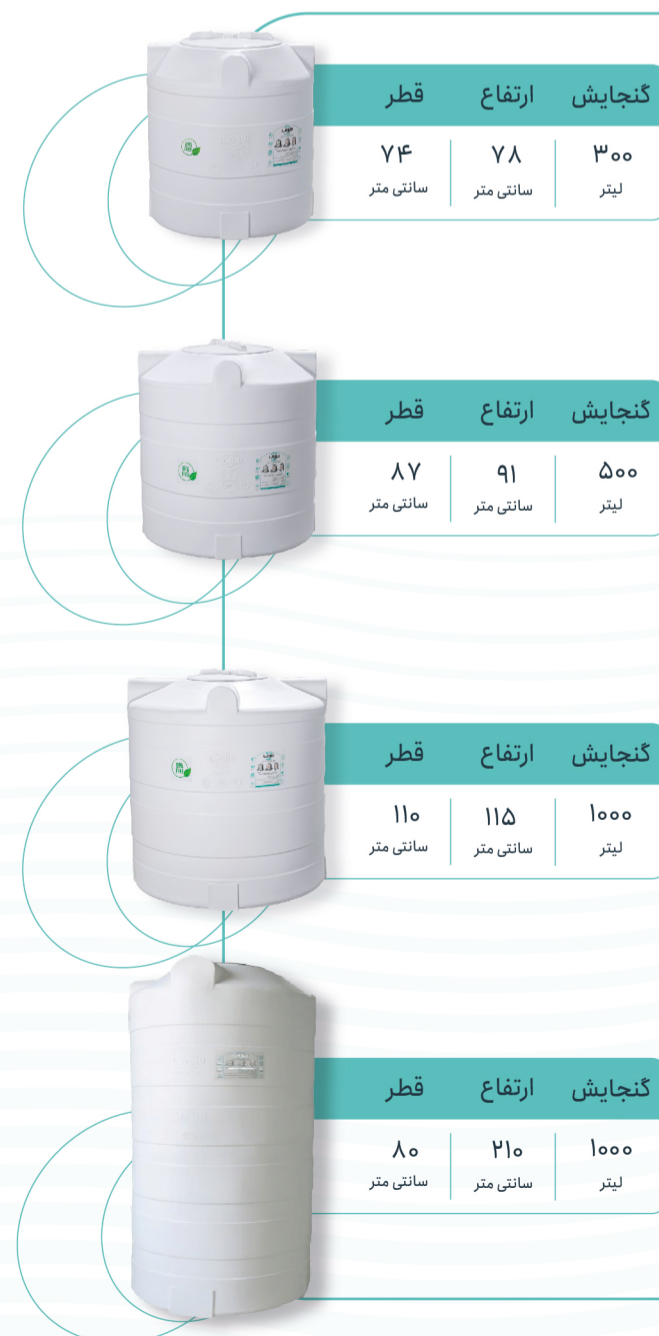 گنجایش ارتفاع قطر
۳۰۰ ۷۸ ۷۴
لیتر سانتی متر سانتی متر
گنجایش ارتفاع قطر
۵۰۰ ۹۱ ۸۷
لیتر سانتی متر سانتی متر
گنجایش ارتفاع قطر
۱۰۰۰ ۱۱۵ ۱۱۰
لیتر سانتی متر سانتی متر
گنجایش ارتفاع قطر
۱۰۰۰ ۲۱۰ ۸۰
لیتر سانتی متر سانتی متر